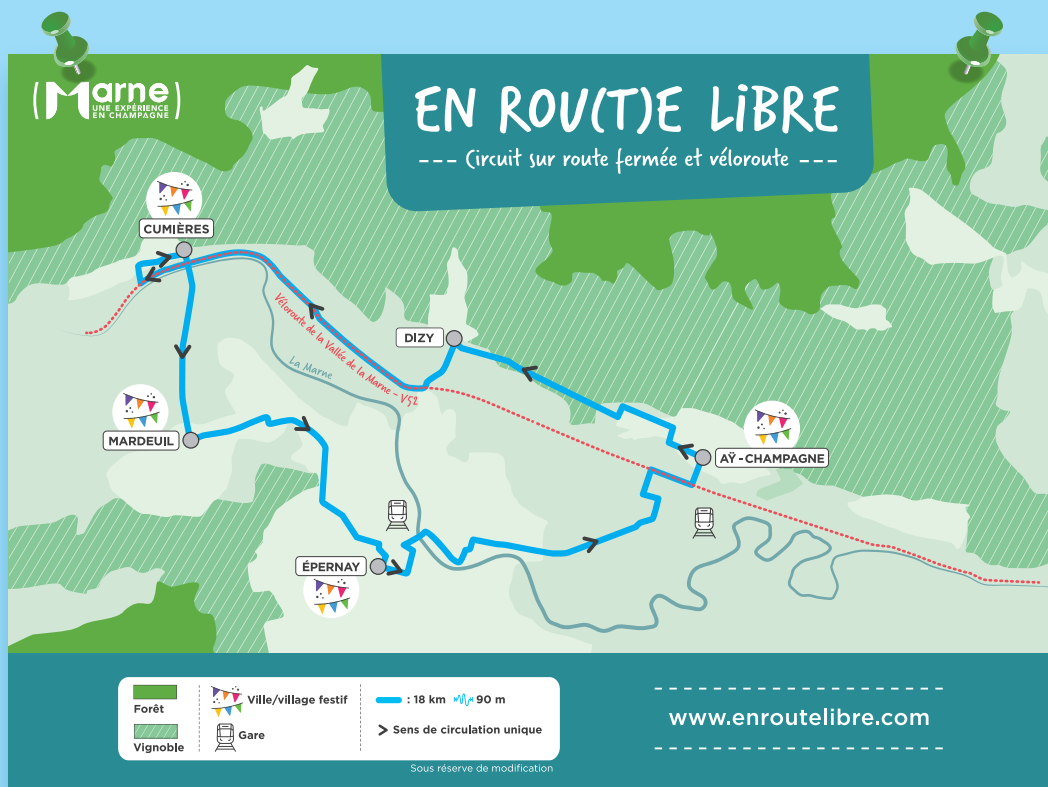 (Marne)
UNE EXPÉRIENCE
EN CHAMPAGNE
EN ROU(T)E LiBRE
--- Circuit sur route fermée et véloroute ---
CUMIÈRES
DIZY
Véloroute de la Vallée de la Marne - V52
La Marne
MARDEUIL
AŸ-CHAMPAGNE
ÉPERNAY
Forêt
Vignoble
Ville/village festif
Gare
: 18 km 90 m
Sens de circulation unique
Sous réserve de modification
www.enroutelibre.com